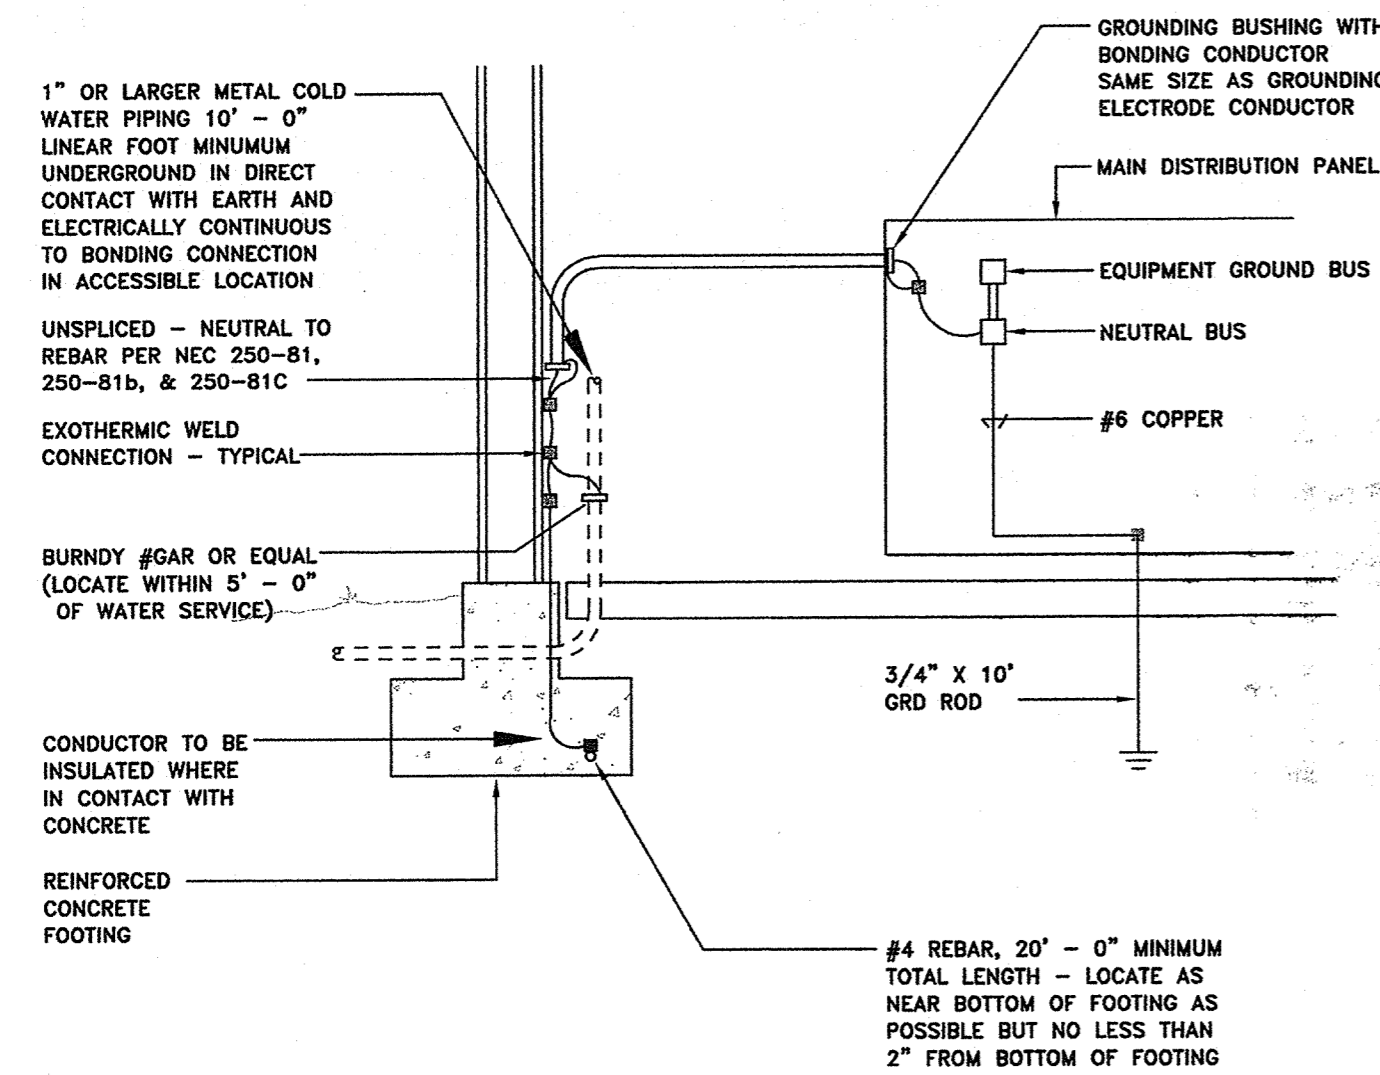 1" OR LARGER METAL COLD
WATER PIPING 10' – 0"
LINEAR FOOT MINUMUM
UNDERGROUND IN DIRECT
CONTACT WITH EARTH AND
ELECTRICALLY CONTINUOUS
TO BONDING CONNECTION
IN ACCESSIBLE LOCATION
UNSPLICED – NEUTRAL TO
REBAR PER NEC 250–81,
250–81b, & 250–81C
EXOTHERMIC WELD
CONNECTION – TYPICAL
BURNDY #GAR OR EQUAL
(LOCATE WITHIN 5' – 0"
OF WATER SERVICE)
CONDUCTOR TO BE
INSULATED WHERE
IN CONTACT WITH
CONCRETE
REINFORCED
CONCRETE
FOOTING
GROUNDING BUSHING WITH
BONDING CONDUCTOR
SAME SIZE AS GROUNDING
ELECTRODE CONDUCTOR
MAIN DISTRIBUTION PANEL
EQUIPMENT GROUND BUS
NEUTRAL BUS
#6 COPPER
3/4" X 10'
GRD ROD
#4 REBAR, 20' – 0" MINIMUM
TOTAL LENGTH – LOCATE AS
NEAR BOTTOM OF FOOTING AS
POSSIBLE BUT NO LESS THAN
2" FROM BOTTOM OF FOOTING